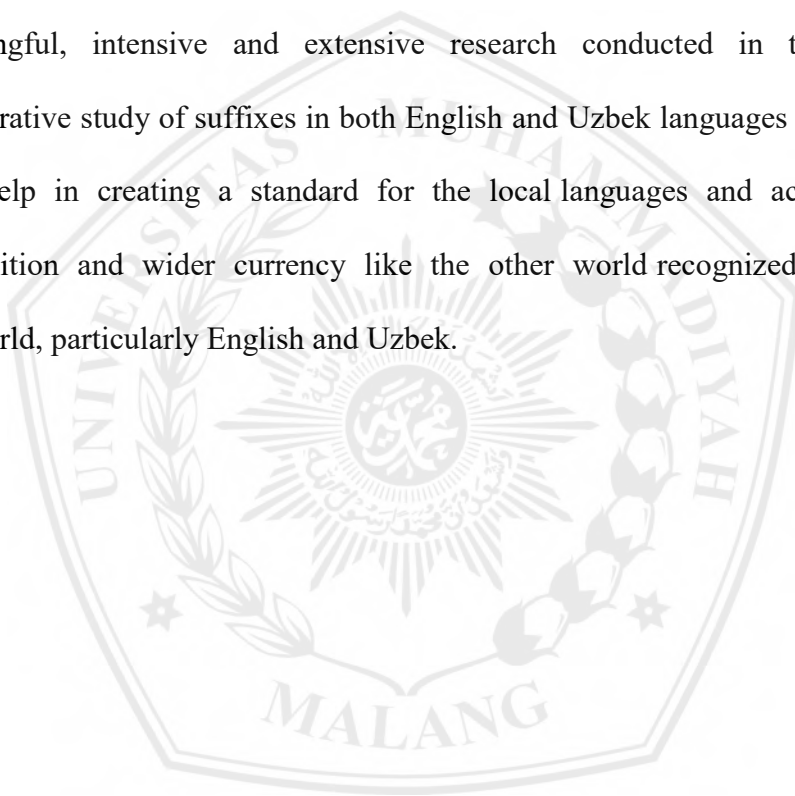 ngful, intensive and extensive research conducted in t
rative study of suffixes in both English and Uzbek languages
elp in creating a standard for the local languages and ac
ition and wider currency like the other world recognized
rld, particularly English and Uzbek.
UNIVERSITAS MUHAMMADIYAH
MALANG